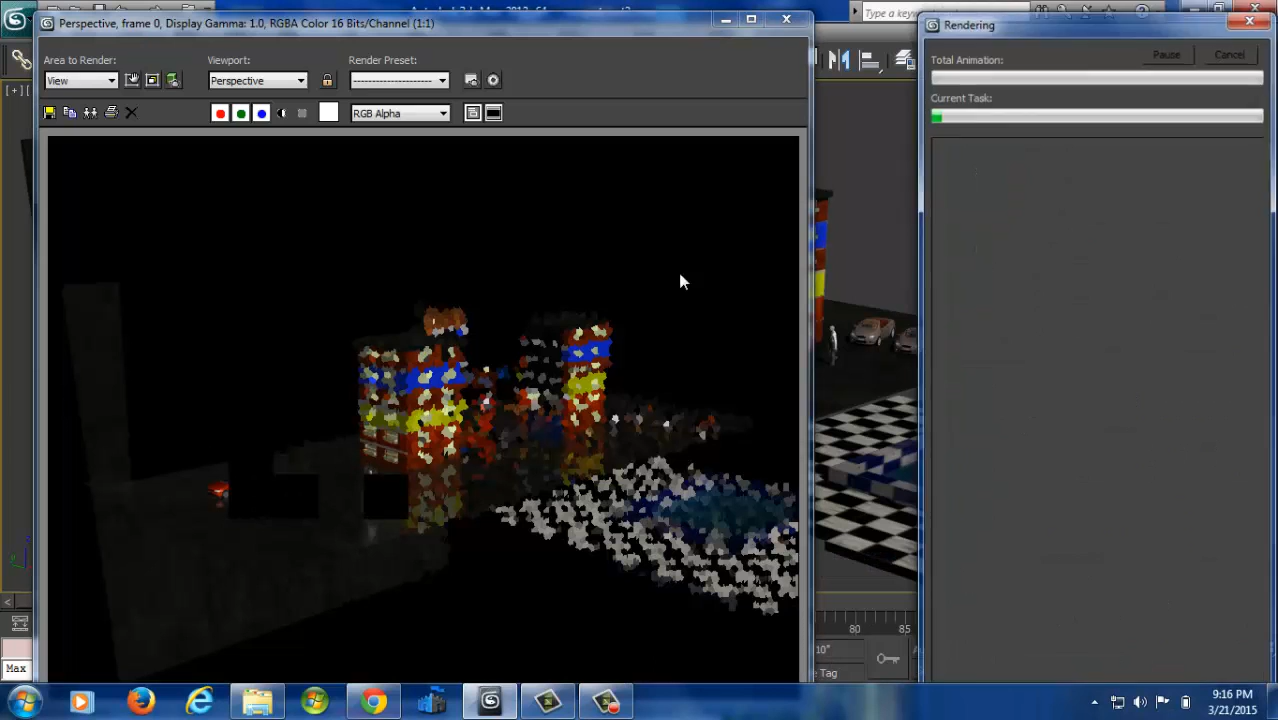 Type a key
Perspective, frame 0, Display Gamma: 1.0, RGBA Color 16 Bits/Channel (1:1)
Rendering
Area to Render:
Viewport:
Render Preset:
View
Perspective
-----------------------
RGB Alpha
Total Animation:
Pause
Cancel
Current Task:
[ + ]
80
85
10"
Max
Tag
9:16 PM
3/21/2015